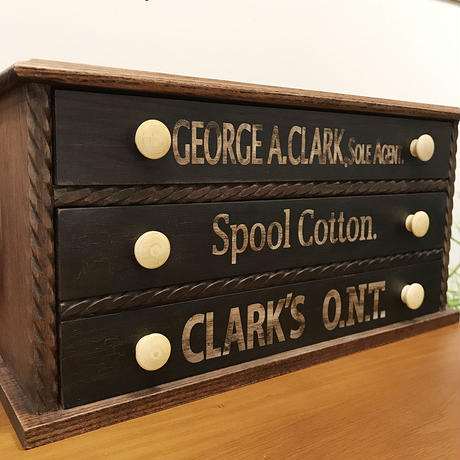 GEORGE A.CLARK, SOLE AGENT.
Spool Cotton.
CLARK'S O.N.T.